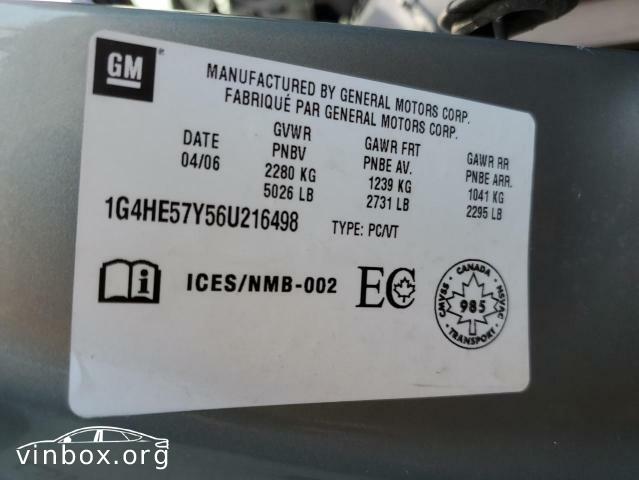 GM
MANUFACTURED BY GENERAL MOTORS CORP.
FABRIQUÉ PAR GENERAL MOTORS CORP.
DATE
04/06
GVWR
PNBV
2280 KG
5026 LB
GAWR FRT
PNBE AV.
1239 KG
2731 LB
GAWR RR
PNBE ARR.
1041 KG
2295 LB
1G4HE57Y56U216498 TYPE: PC/VT
i ICES/NMB-002 EC
CANADA
CMVSS 985 NSVAC
TRANSPORT
vinbox.org